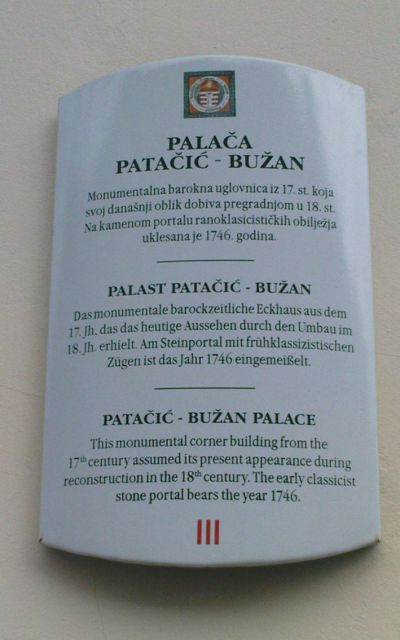 PALAČA
PATAČIĆ - BUŽAN
Monumentalna barokna uglovnica iz 17. st. koja
svoj današnji oblik dobiva pregradnjom u 18. st.
Na kamenom portalu ranoklasicističkih obilježja
uklesana je 1746. godina.
PALAST PATAČIĆ - BUŽAN
Das monumentale barockzeitliche Eckhaus aus dem
17. Jh, das das heutige Aussehen durch den Umbau im
18. Jh. erhielt. Am Steinportal mit frühklassizistischen
Zügen ist das Jahr 1746 eingemeißelt.
PATAČIĆ - BUŽAN PALACE
This monumental corner building from the
17th century assumed its present appearance during
reconstruction in the 18th century. The early classicist
stone portal bears the year 1746.
III